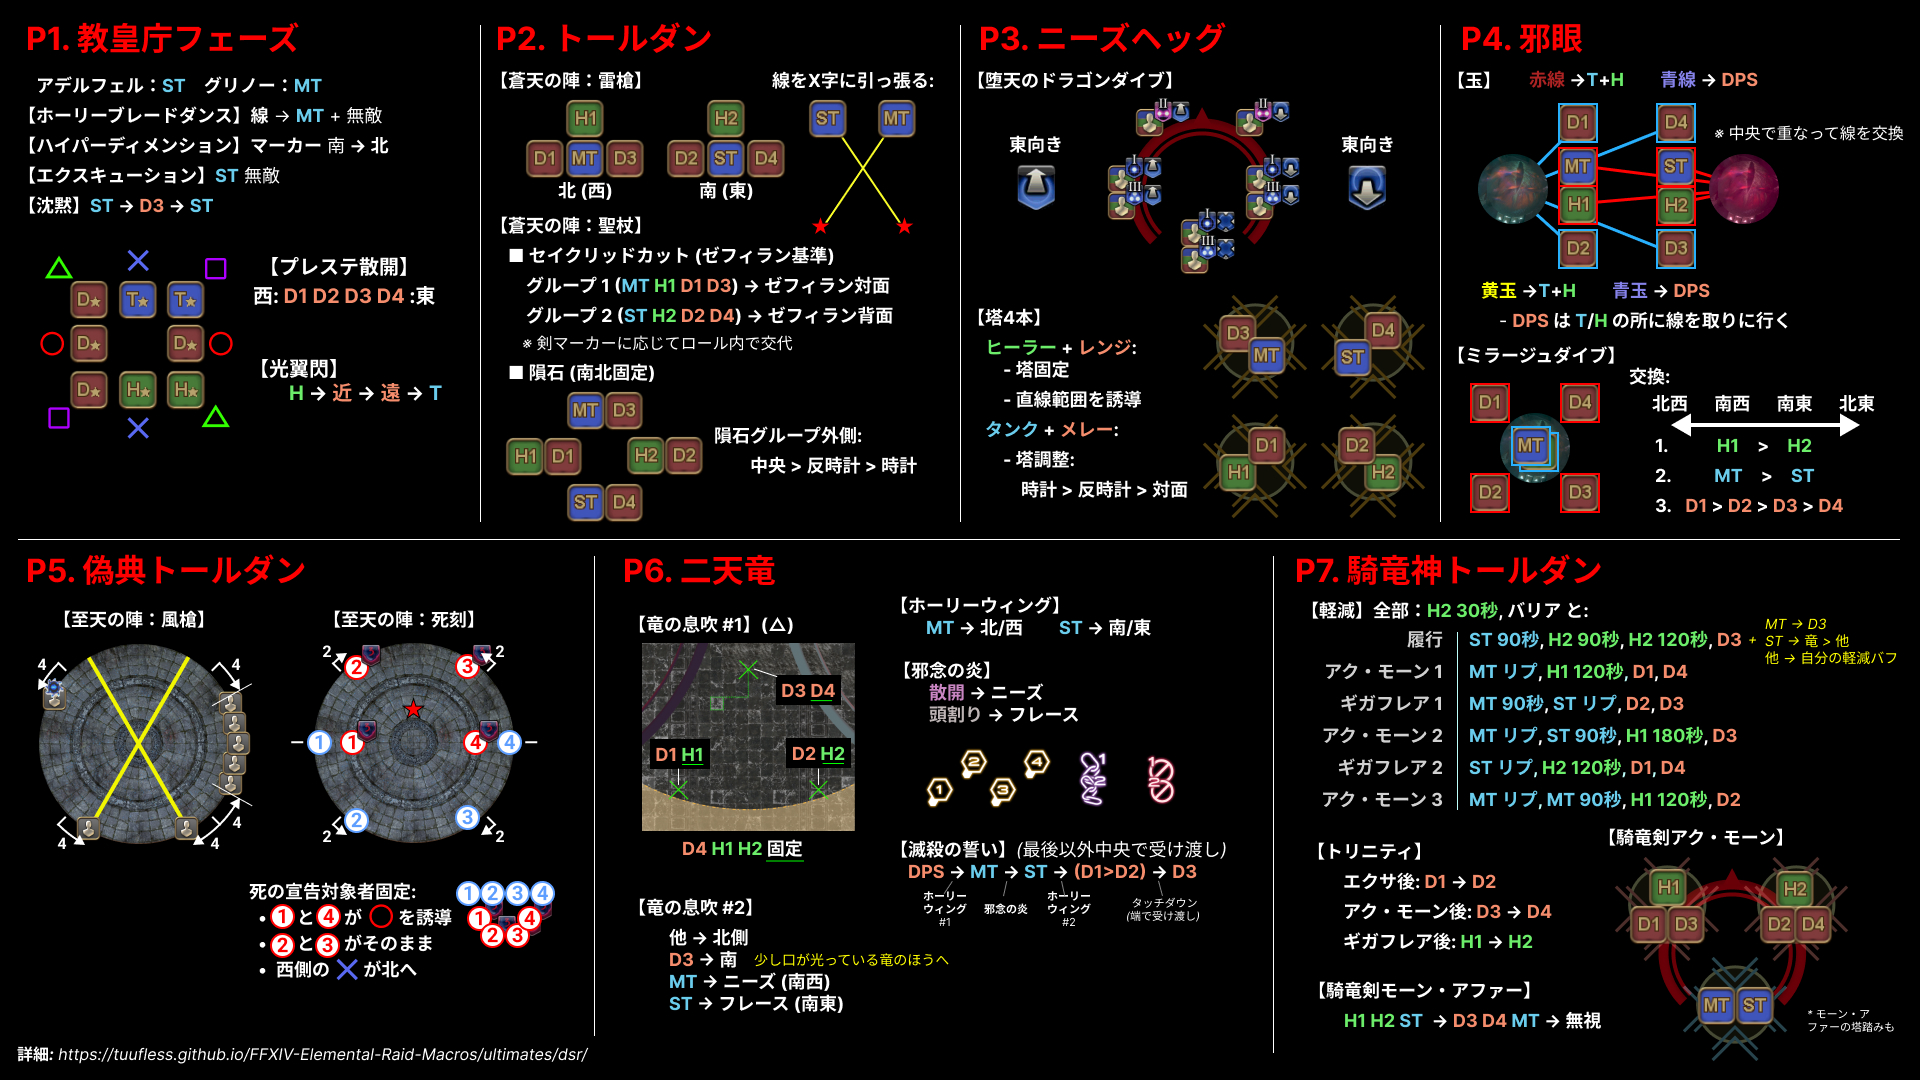 P1. 教皇庁フェーズ
アデルフェル：ST グリノー：MT
【ホーリーブレードダンス】線 → MT + 無敵
【ハイパーディメンション】マーカー 南 → 北
【エクスキューション】ST 無敵
【沈黙】ST → D3 → ST
D★ T★ T★
D★ D★
D★ H★ H★
【プレステ散開】
西: D1 D2 D3 D4 :東
【光翼閃】
H → 近 → 遠 → T
P2. トールダン
【蒼天の陣：雷槍】
線をX字に引っ張る:
H1 H2 ST MT
D1 MT D3 D2 ST D4
北 (西) 南 (東)
【蒼天の陣：聖杖】
■ セイクリッドカット (ゼフィラン基準)
グループ 1 (MT H1 D1 D3) → ゼフィラン対面
グループ 2 (ST H2 D2 D4) → ゼフィラン背面
※ 剣マーカーに応じてロール内で交代
■ 隕石 (南北固定)
MT D3
H1 D1 H2 D2
ST D4
隕石グループ外側:
中央 > 反時計 > 時計
P3. ニーズヘッグ
【堕天のドラゴンダイブ】
東向き 東向き
II II
I I
III III
I
III
【塔4本】
ヒーラー + レンジ:
- 塔固定
- 直線範囲を誘導
タンク + メレー:
- 塔調整:
時計 > 反時計 > 対面
D3 MT
D4 ST
D1 H1
D2 H2
P4. 邪眼
【玉】 赤線 →T+H 青線 → DPS
※ 中央で重なって線を交換
D1 D4
MT ST
H1 H2
D2 D3
黄玉 →T+H 青玉 → DPS
- DPS は T/H の所に線を取りに行く
【ミラージュダイブ】
D1 D4
MT
D2 D3
交換:
北西 南西 南東 北東
1. H1 > H2
2. MT > ST
3. D1 > D2 > D3 > D4
P5. 偽典トールダン
【至天の陣：風槍】
4 4
4 4
【至天の陣：死刻】
2 2 3 2
1 1 4 4
2 2 3 2
死の宣告対象者固定:
• 1 と 4 が を誘導
• 2 と 3 がそのまま
• 西側の が北へ
1 2 3 4
1 4
2 3
P6. 二天竜
【竜の息吹 #1】(△)
D3 D4
D1 H1
D2 H2
D4 H1 H2 固定
【竜の息吹 #2】
他 → 北側
D3 → 南 少し口が光っている竜のほうへ
MT → ニーズ (南西)
ST → フレース (南東)
【ホーリーウィング】
MT → 北/西 ST → 南/東
【邪念の炎】
散開 → ニーズ
頭割り → フレース
1 2 3 4 1 1
【滅殺の誓い】(最後以外中央で受け渡し)
DPS → MT → ST → (D1>D2) → D3
ホーリーウィング #1
邪念の炎
ホーリーウィング #2
タッチダウン
(端で受け渡し)
P7. 騎竜神トールダン
【軽減】全部：H2 30秒, バリア と:
履行 ST 90秒, H2 90秒, H2 120秒, D3 +
MT → D3
ST → 竜 > 他
他 → 自分の軽減バフ
アク・モーン 1 MT リプ, H1 120秒, D1, D4
ギガフレア 1 MT 90秒, ST リプ, D2, D3
アク・モーン 2 MT リプ, ST 90秒, H1 180秒, D3
ギガフレア 2 ST リプ, H2 120秒, D1, D4
アク・モーン 3 MT リプ, MT 90秒, H1 120秒, D2
【トリニティ】
エクサ後: D1 → D2
アク・モーン後: D3 → D4
ギガフレア後: H1 → H2
【騎竜剣モーン・アファー】
H1 H2 ST → D3 D4 MT → 無視
【騎竜剣アク・モーン】
H1 H2
D1 D3 D2 D4
MT ST
* モーン・ア
ファーの塔踏みも
詳細: https://tuufless.github.io/FFXIV-Elemental-Raid-Macros/ultimates/dsr/